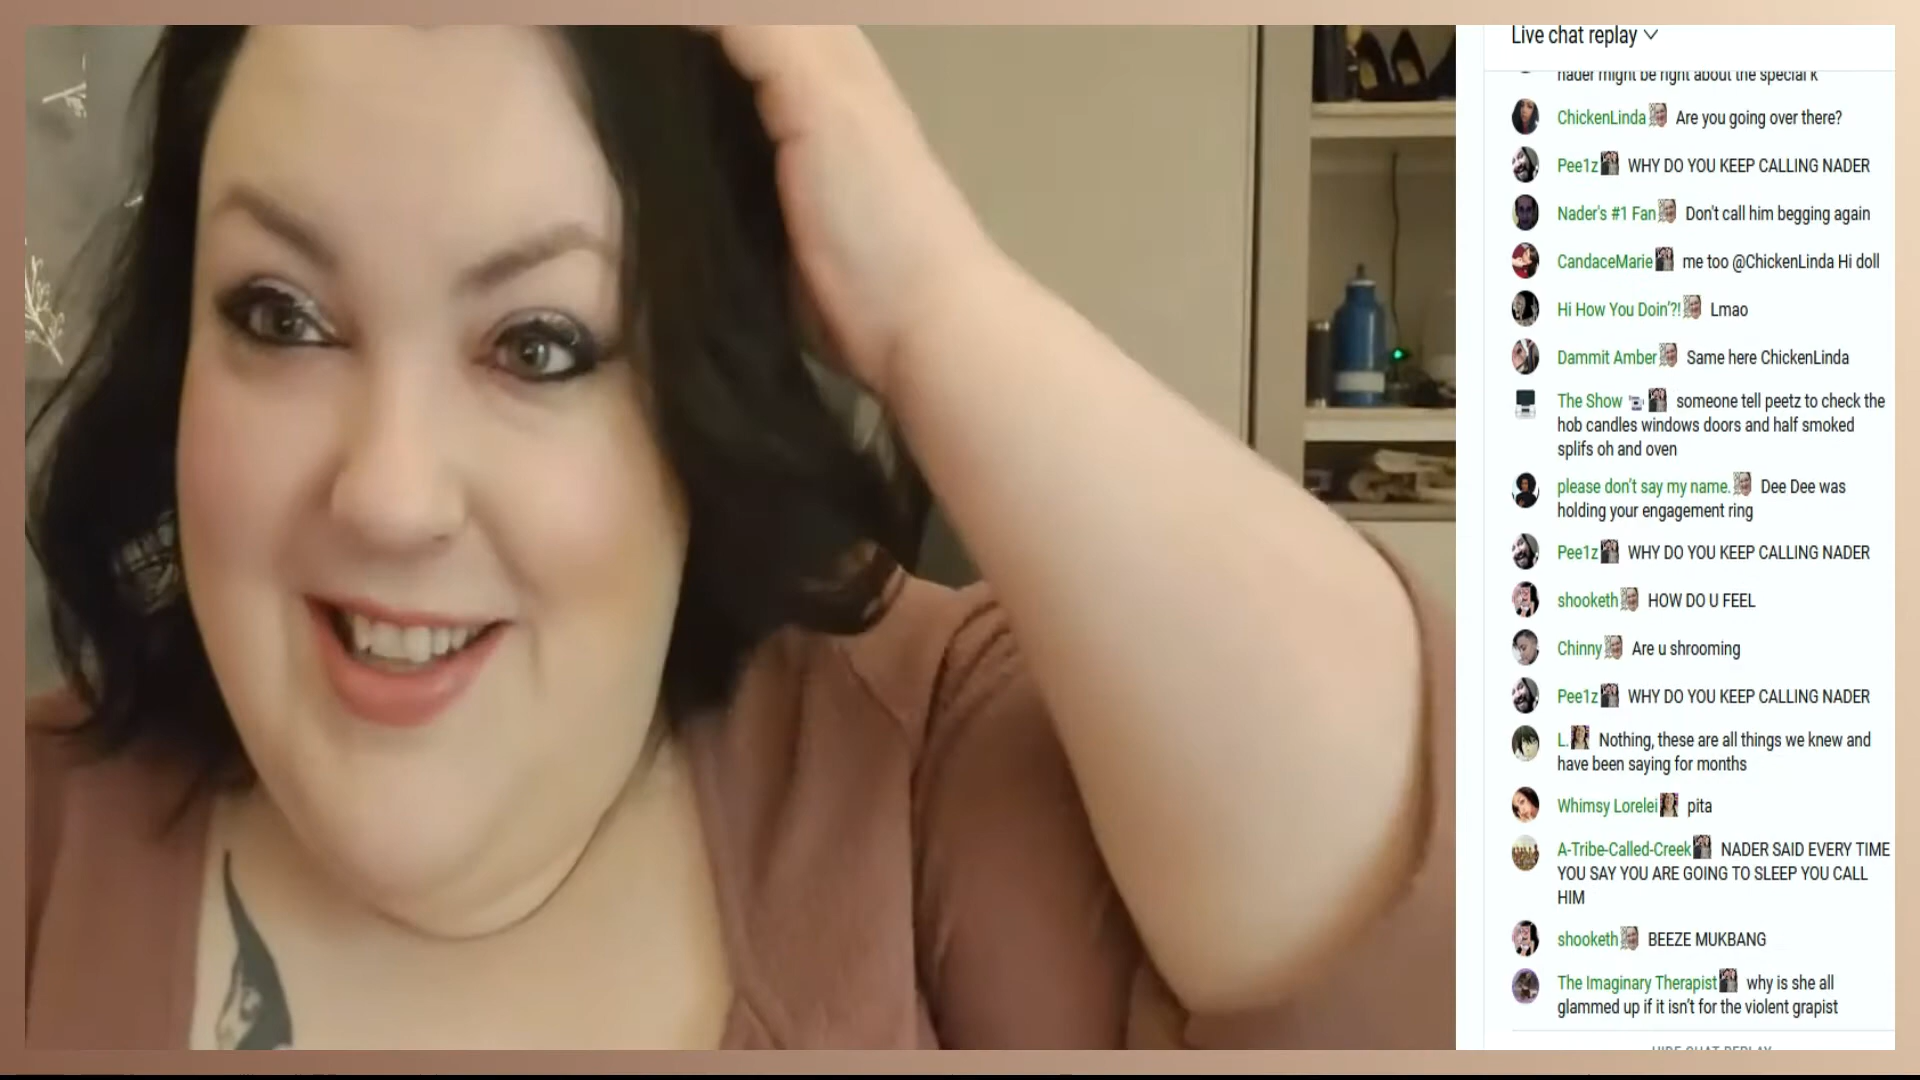 Live chat replay
nader might be right about the special k
ChickenLinda Are you going over there?
Pee1z WHY DO YOU KEEP CALLING NADER
Nader's #1 Fan Don't call him begging again
CandaceMarie me too @ChickenLinda Hi doll
Hi How You Doin'?! Lmao
Dammit Amber Same here ChickenLinda
The Show someone tell peetz to check the
hob candles windows doors and half smoked
splifs oh and oven
please don't say my name. Dee Dee was
holding your engagement ring
Pee1z WHY DO YOU KEEP CALLING NADER
shooketh HOW DO U FEEL
Chinny Are u shrooming
Pee1z WHY DO YOU KEEP CALLING NADER
L. Nothing, these are all things we knew and
have been saying for months
Whimsy Lorelei pita
A-Tribe-Called-Creek NADER SAID EVERY TIME
YOU SAY YOU ARE GOING TO SLEEP YOU CALL
HIM
shooketh BEEZE MUKBANG
The Imaginary Therapist why is she all
glammed up if it isn't for the violent grapist
HIDE CHAT REPLAY